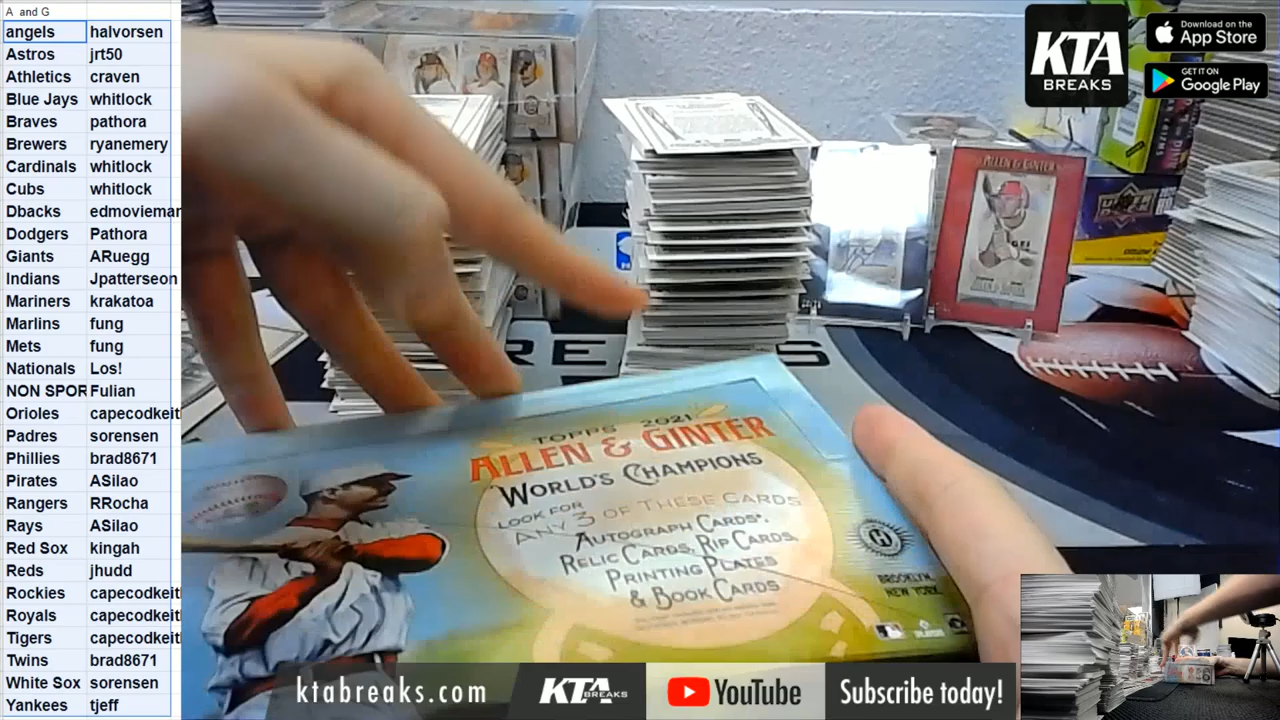 A and G
angels halvorsen
Astros jrt50
Athletics craven
Blue Jays whitlock
Braves pathora
Brewers ryanemery
Cardinals whitlock
Cubs whitlock
Dbacks edmoviemar
Dodgers Pathora
Giants ARuegg
Indians Jpatterseon
Mariners krakatoa
Marlins fung
Mets fung
Nationals Los!
NON SPOR Fulian
Orioles capecodkeit
Padres sorensen
Phillies brad8671
Pirates ASilao
Rangers RRocha
Rays ASilao
Red Sox kingah
Reds jhudd
Rockies capecodkeit
Royals capecodkeit
Tigers capecodkeit
Twins brad8671
White Sox sorensen
Yankees tjeff
KTA
BREAKS
Download on the
App Store
GET IT ON
Google Play
ALLEN & GINTER
UPPER DECK
RE S
TOPPS 2021
ALLEN & GINTER
WORLD'S CHAMPIONS
LOOK FOR
ANY 3 OF THESE CARDS
AUTOGRAPH CARDS*,
RELIC CARDS, RIP CARDS,
PRINTING PLATES
& BOOK CARDS
BROOKLYN,
NEW YORK
ktabreaks.com
KTA BREAKS
YouTube
Subscribe today!